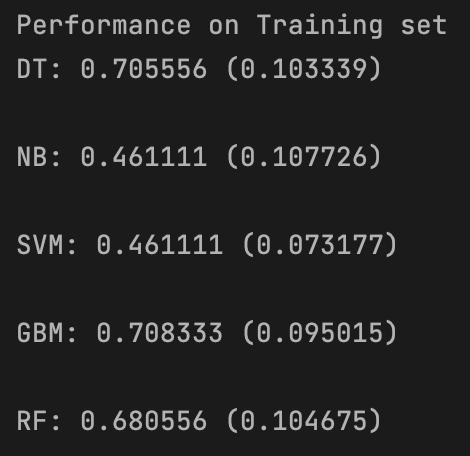 Performance on Training set
DT: 0.705556 (0.103339)
NB: 0.461111 (0.107726)
SVM: 0.461111 (0.073177)
GBM: 0.708333 (0.095015)
RF: 0.680556 (0.104675)